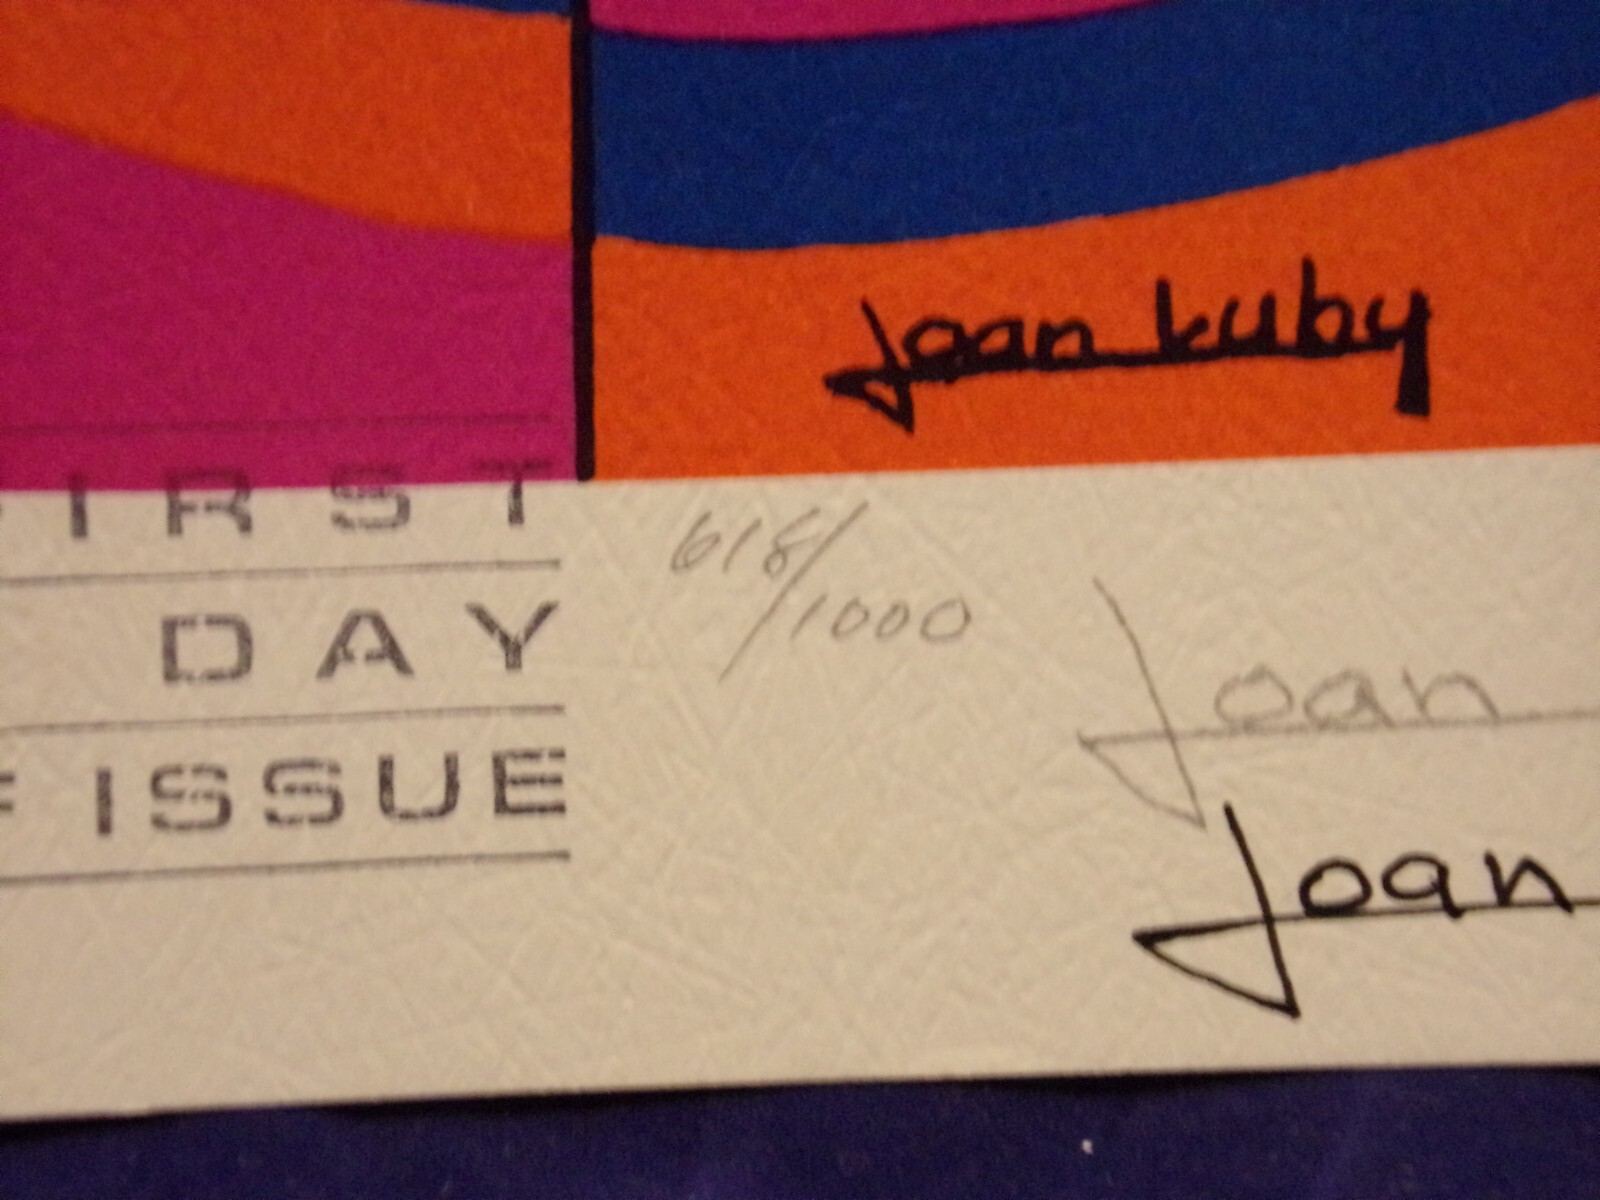 joan kuby
IRST
618/1000
DAY
Joan
ISSUE
Joan